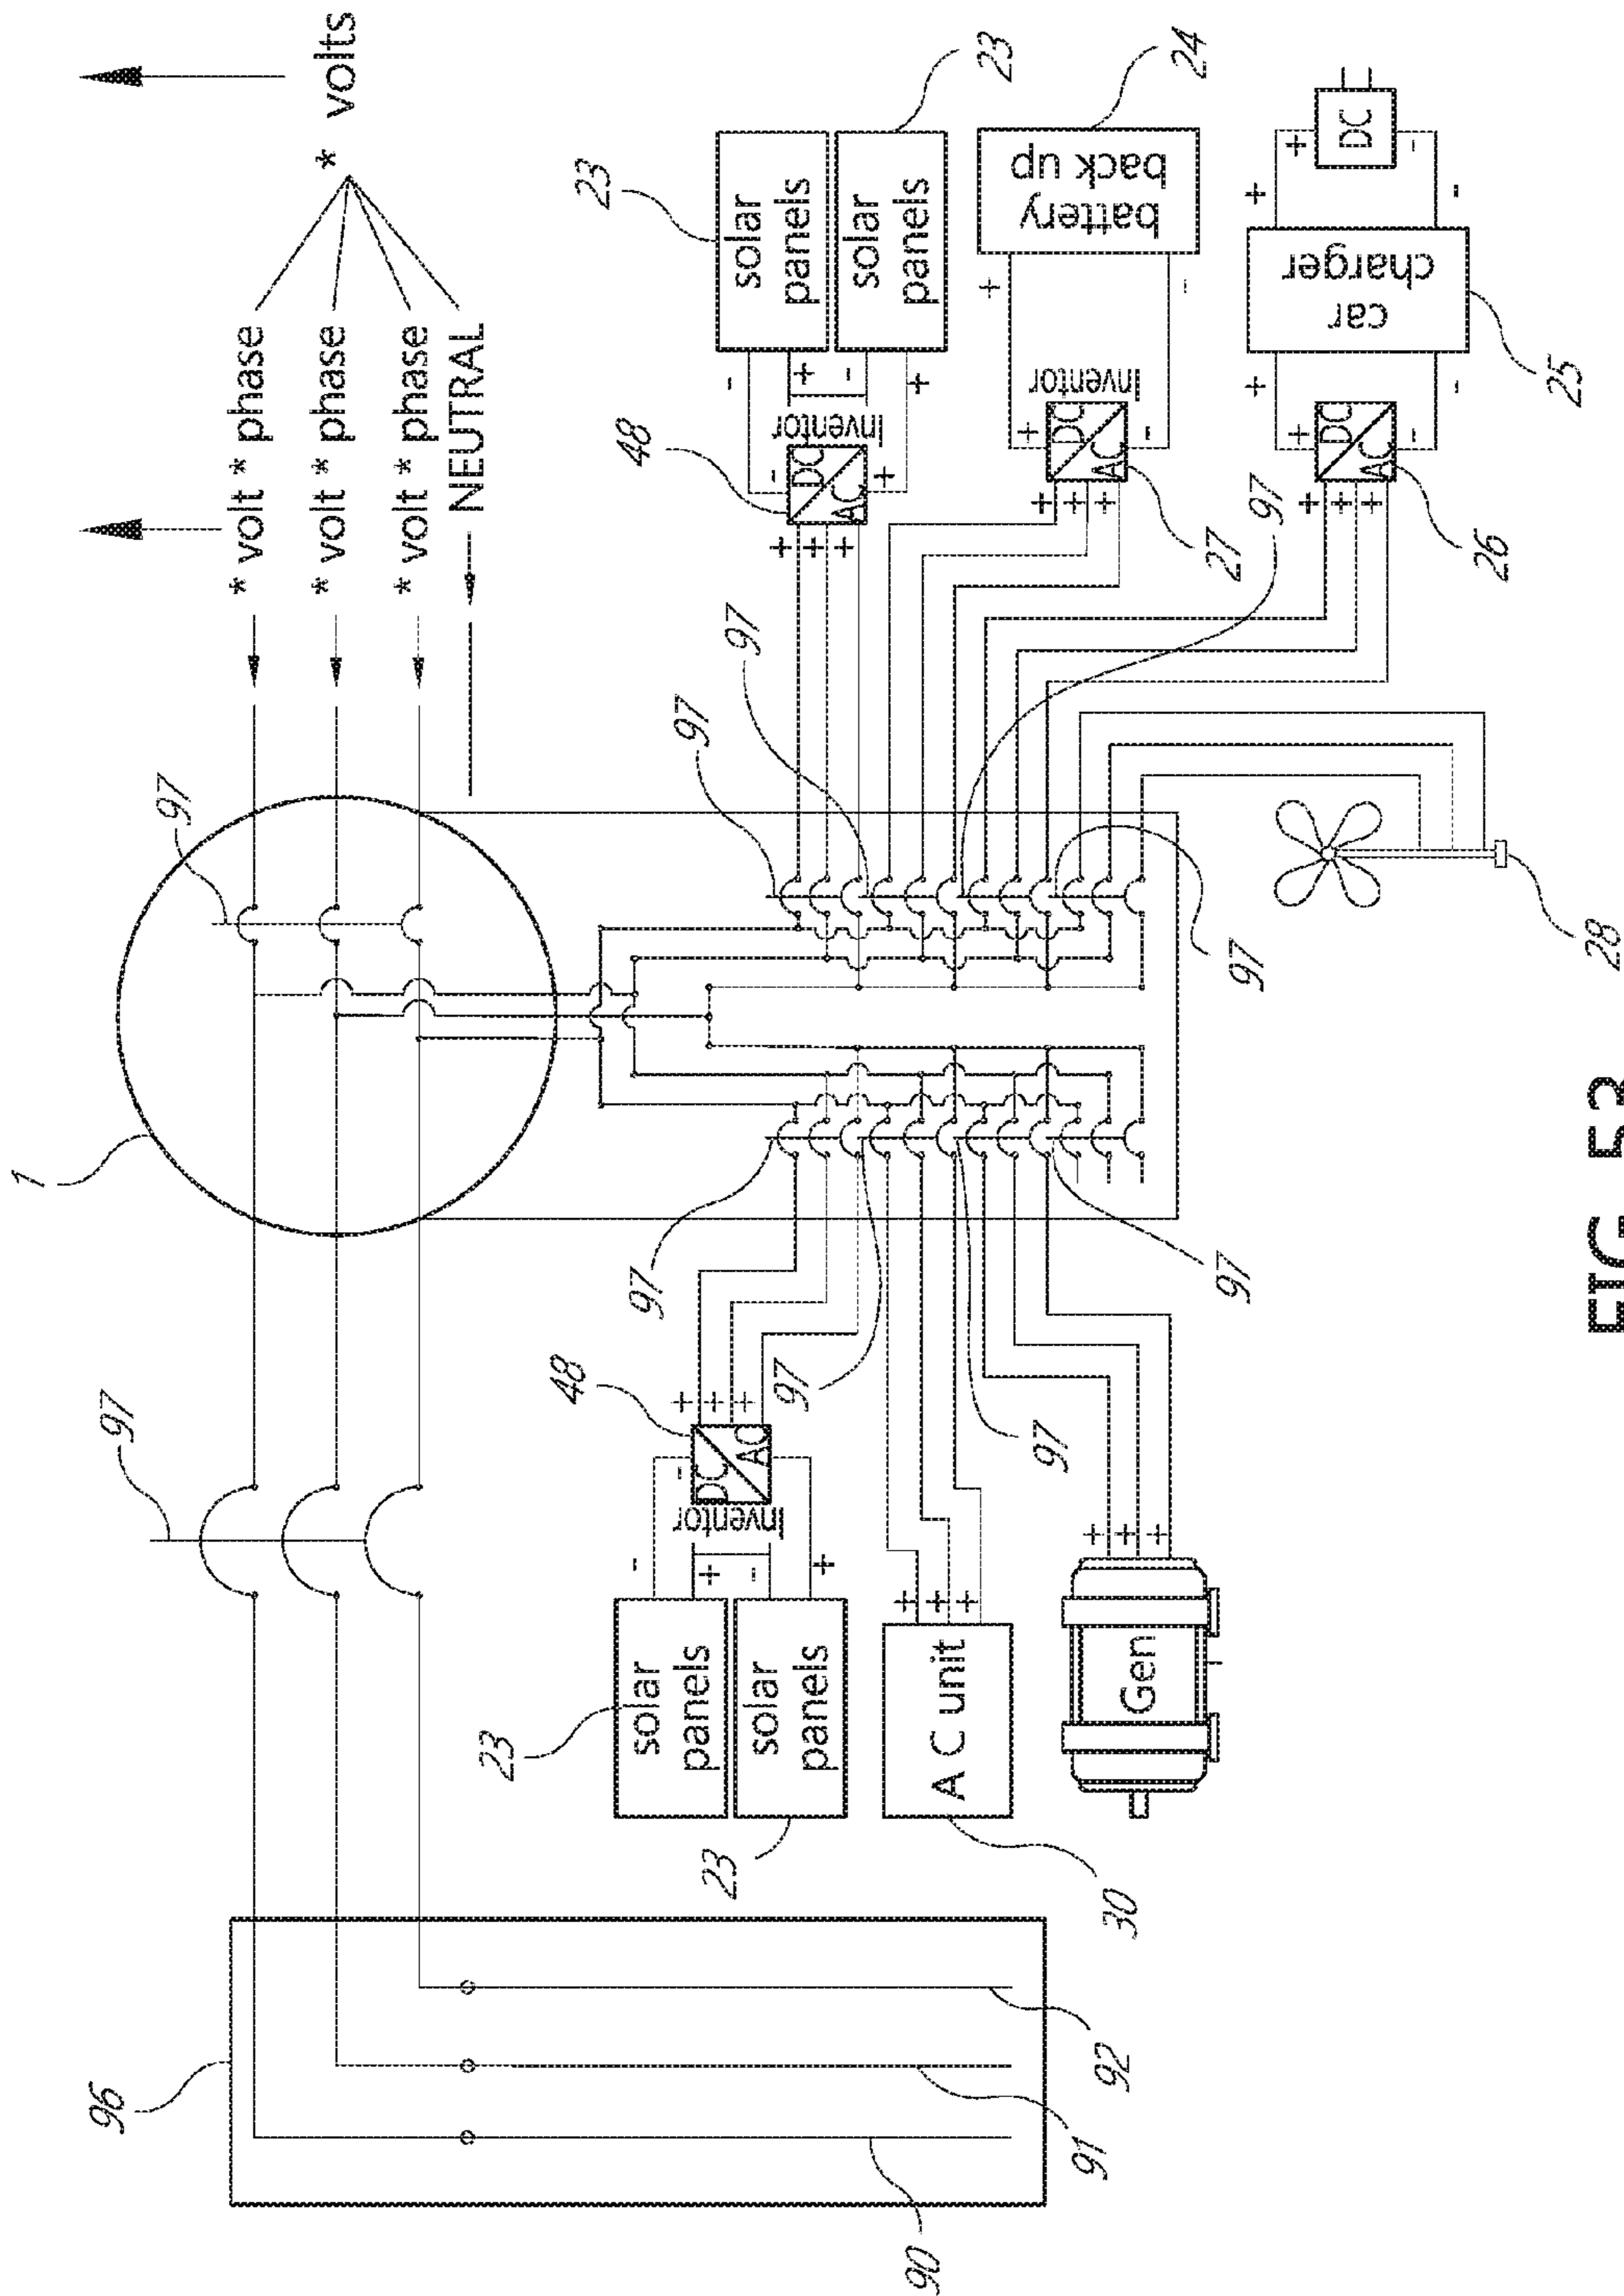 1
96
97
97
* volt * phase
* volt * phase
* volt * phase
NEUTRAL
* volts
90
91
92
23
solar
panels
solar
panels
23
-
+
-
+
Inventor
-
DC
AC
48
+
+
+
97
97
97
97
A C unit
30
+
+
+
Gen
+
+
+
97
97
97
97
48
+
+
+
-
DC
AC
+
Inventor
-
+
-
+
23
solar
panels
solar
panels
23
+
+
+
+
DC
AC
-
Inventor
27
+
-
battery
back up
24
+
+
+
+
DC
AC
-
26
+
-
car
charger
25
+
-
+
DC
-
28
FIG. 53